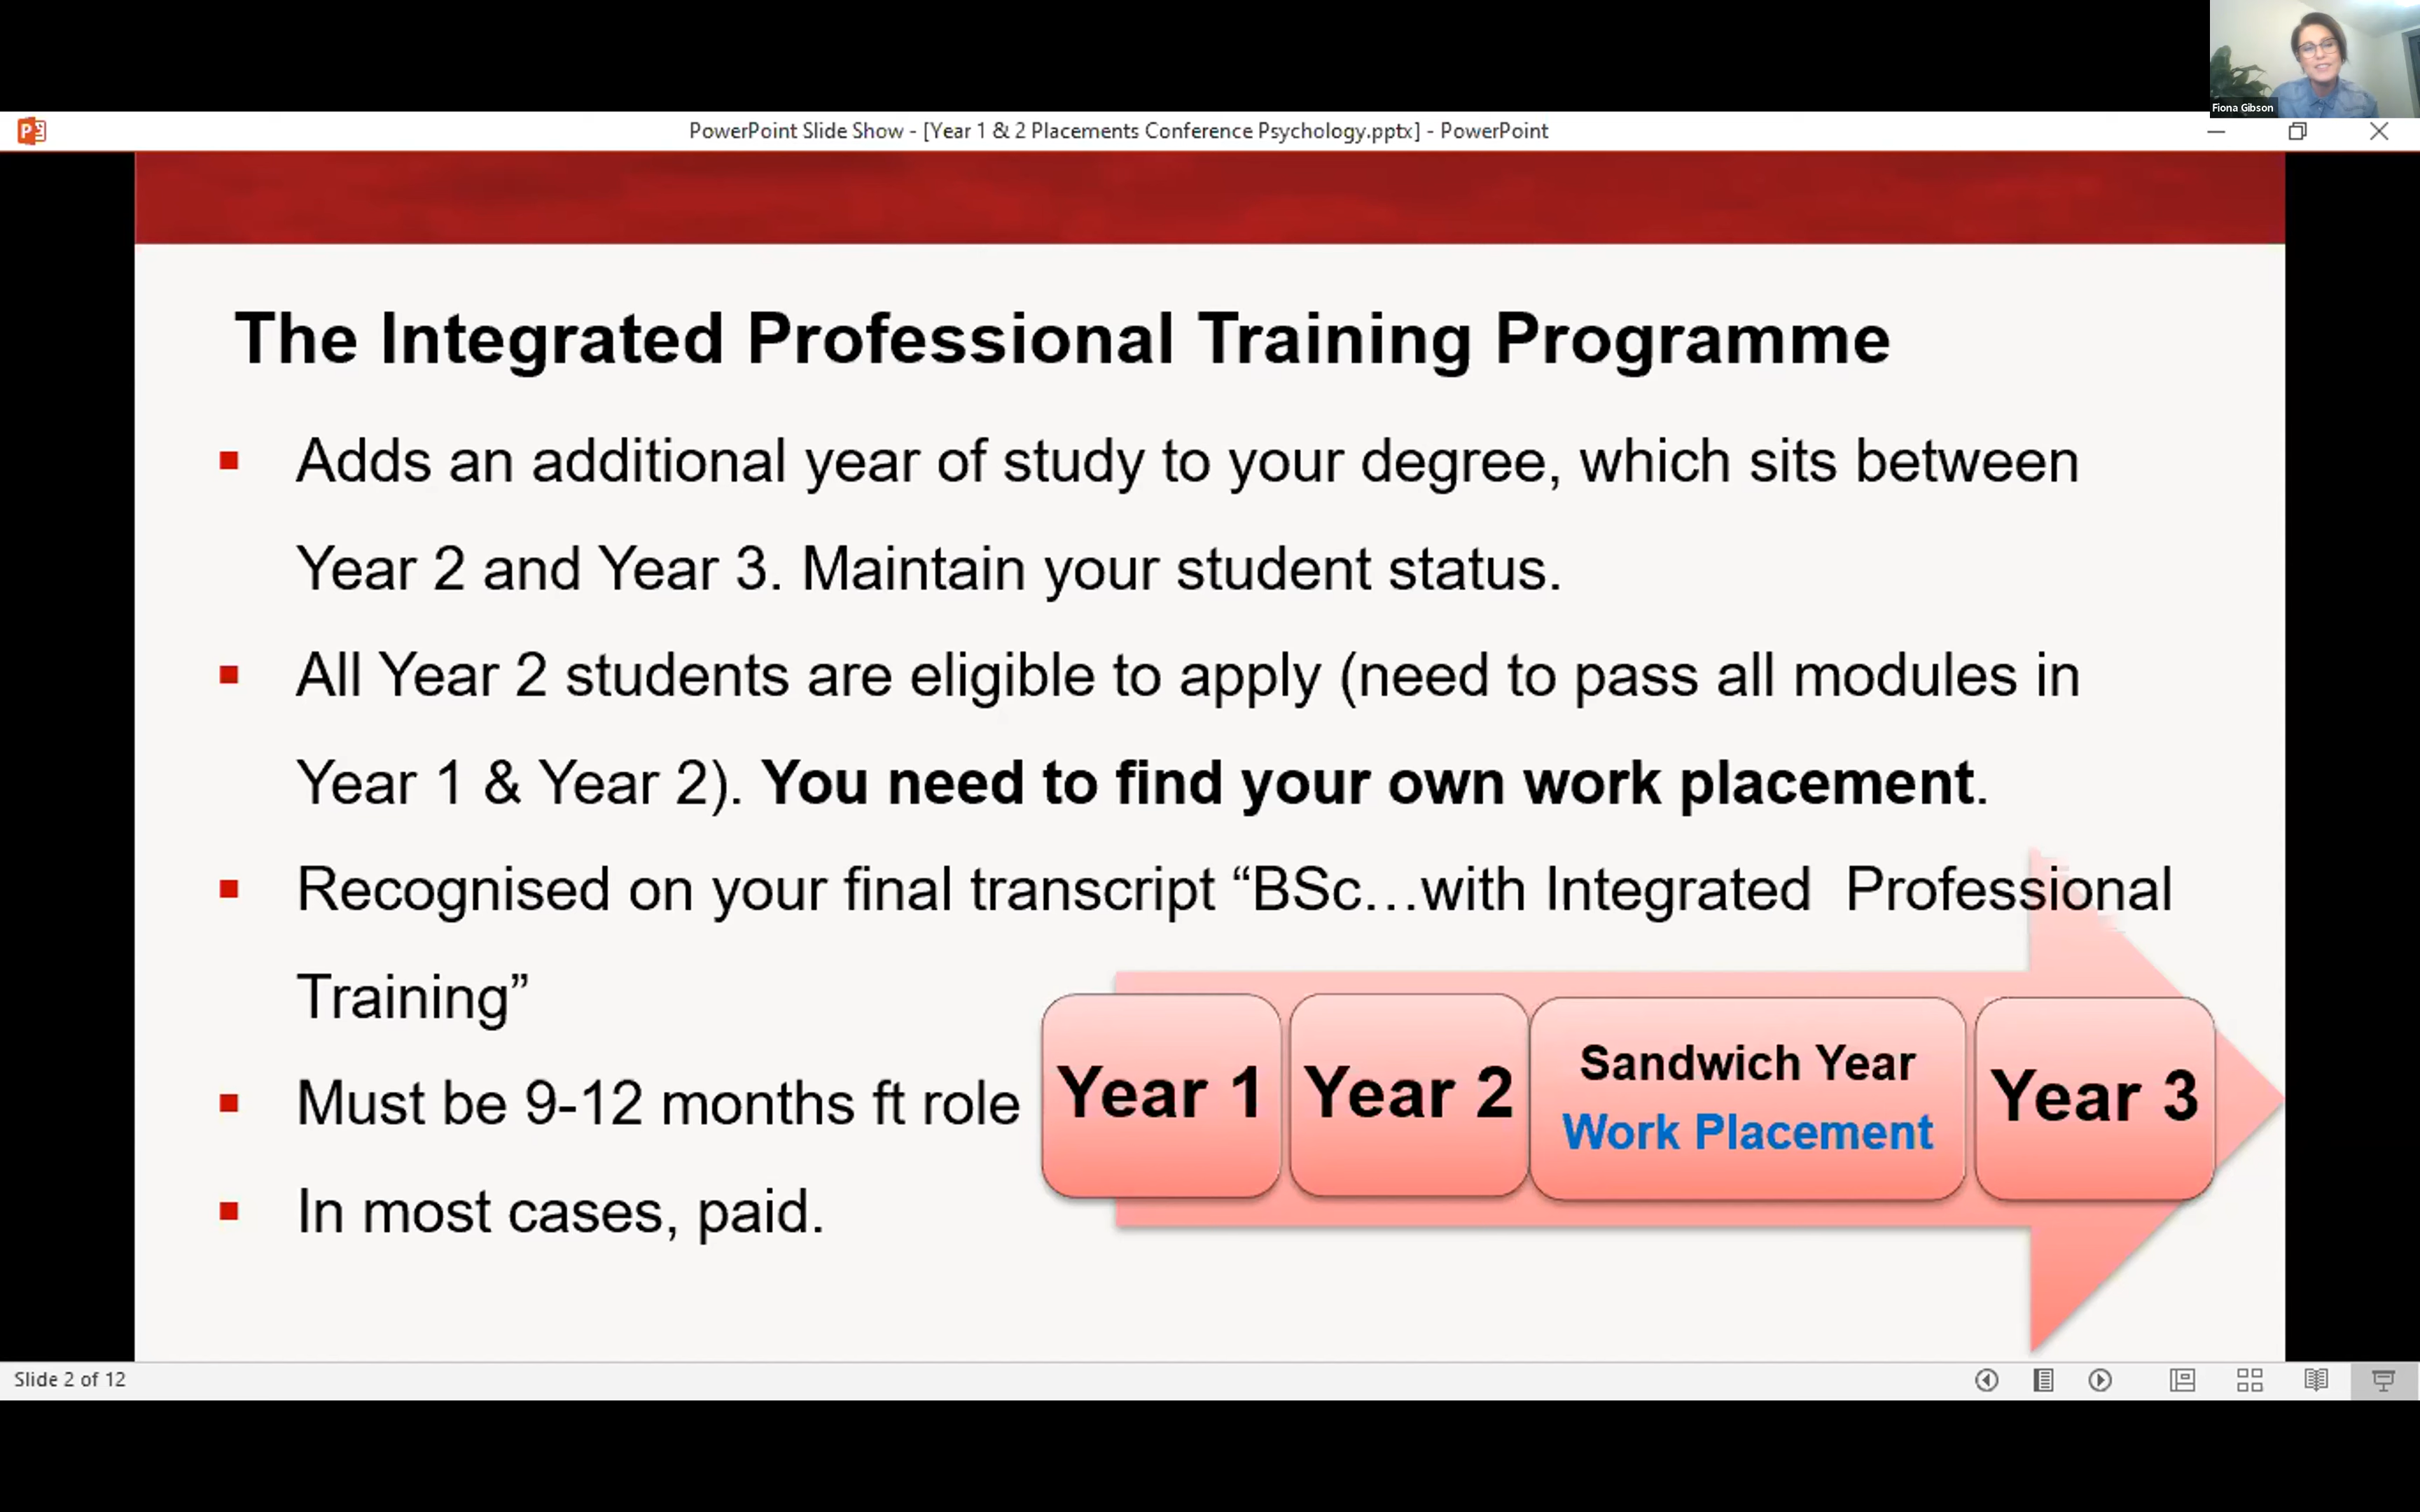 Fiona Gibson
PowerPoint Slide Show - [Year 1 & 2 Placements Conference Psychology.pptx] - PowerPoint
The Integrated Professional Training Programme
Adds an additional year of study to your degree, which sits between
Year 2 and Year 3. Maintain your student status.
All Year 2 students are eligible to apply (need to pass all modules in
Year 1 & Year 2). You need to find your own work placement.
Recognised on your final transcript “BSc…with Integrated  Professional
Training”
Must be 9-12 months ft role
In most cases, paid.
Year 1
Year 2
Sandwich Year
Work Placement
Year 3
Slide 2 of 12